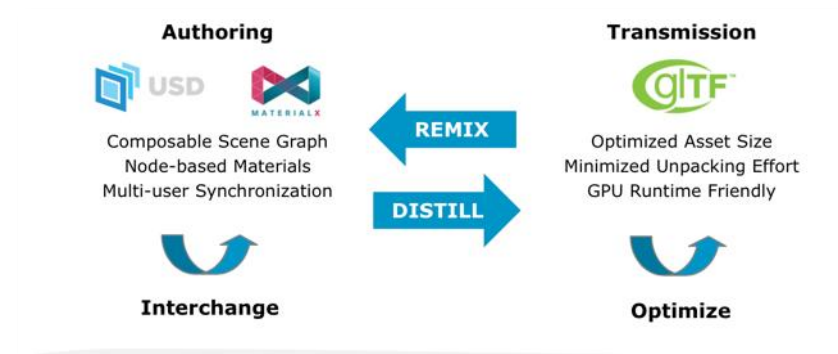 Authoring
USD
MATERIALX
Composable Scene Graph
Node-based Materials
Multi-user Synchronization
Interchange
REMIX
DISTILL
Transmission
glTF™
Optimized Asset Size
Minimized Unpacking Effort
GPU Runtime Friendly
Optimize